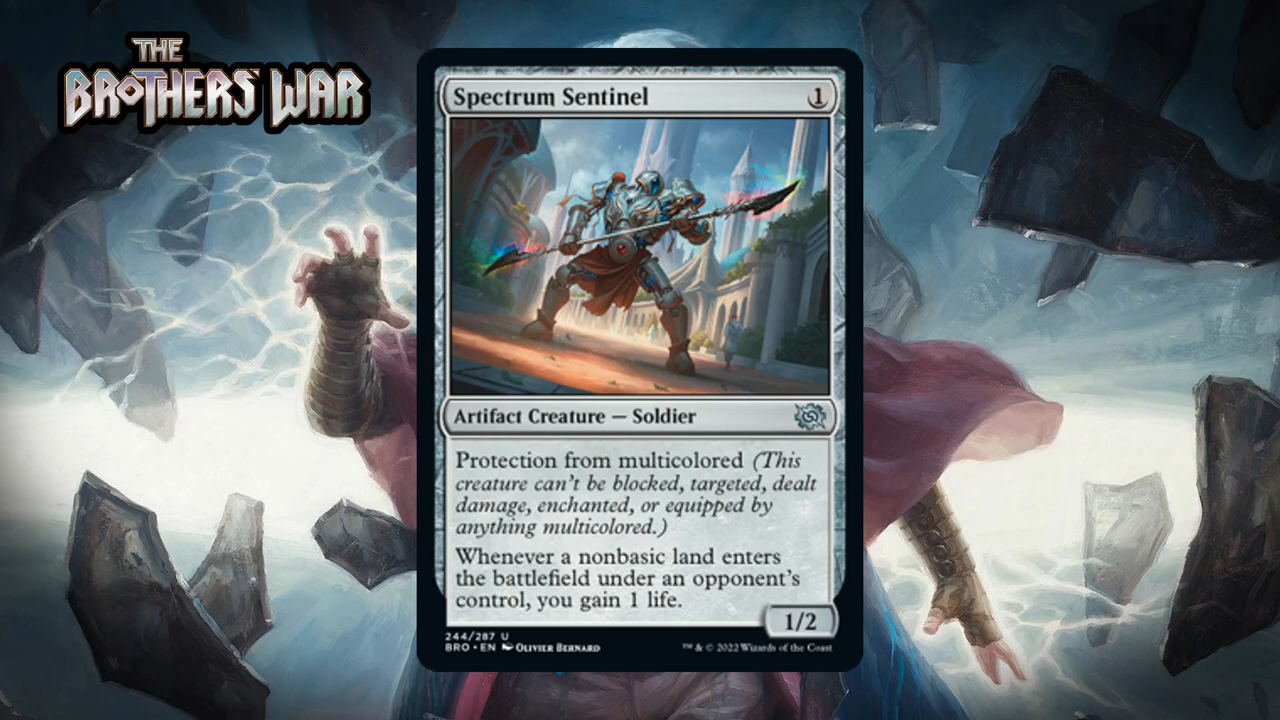 THE
BROTHERS' WAR
Spectrum Sentinel 1
Artifact Creature — Soldier
Protection from multicolored (This
creature can't be blocked, targeted, dealt
damage, enchanted, or equipped by
anything multicolored.)
Whenever a nonbasic land enters
the battlefield under an opponent's
control, you gain 1 life.
1/2
244/287 U
BRO • EN OLIVIER BERNARD
™ & © 2022 Wizards of the Coast